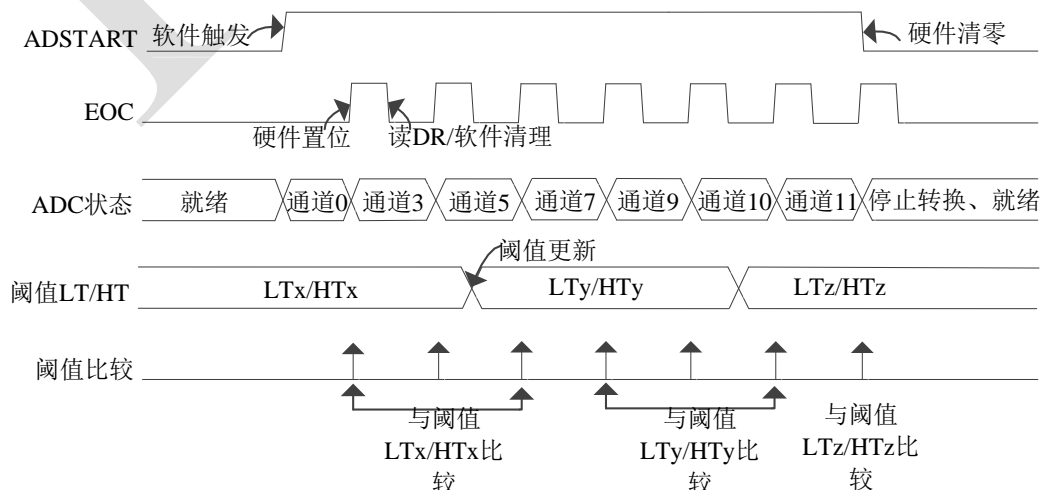 ADSTART 软件触发 硬件清零
EOC
硬件置位 读DR/软件清理
ADC状态 就绪 通道0 通道3 通道5 通道7 通道9 通道10 通道11 停止转换、就绪
阈值更新
阈值LT/HT LTx/HTx LTy/HTy LTz/HTz
阈值比较
与阈值
LTx/HTx比
较
与阈值
LTy/HTy比
较
与阈值
LTz/HTz比
较